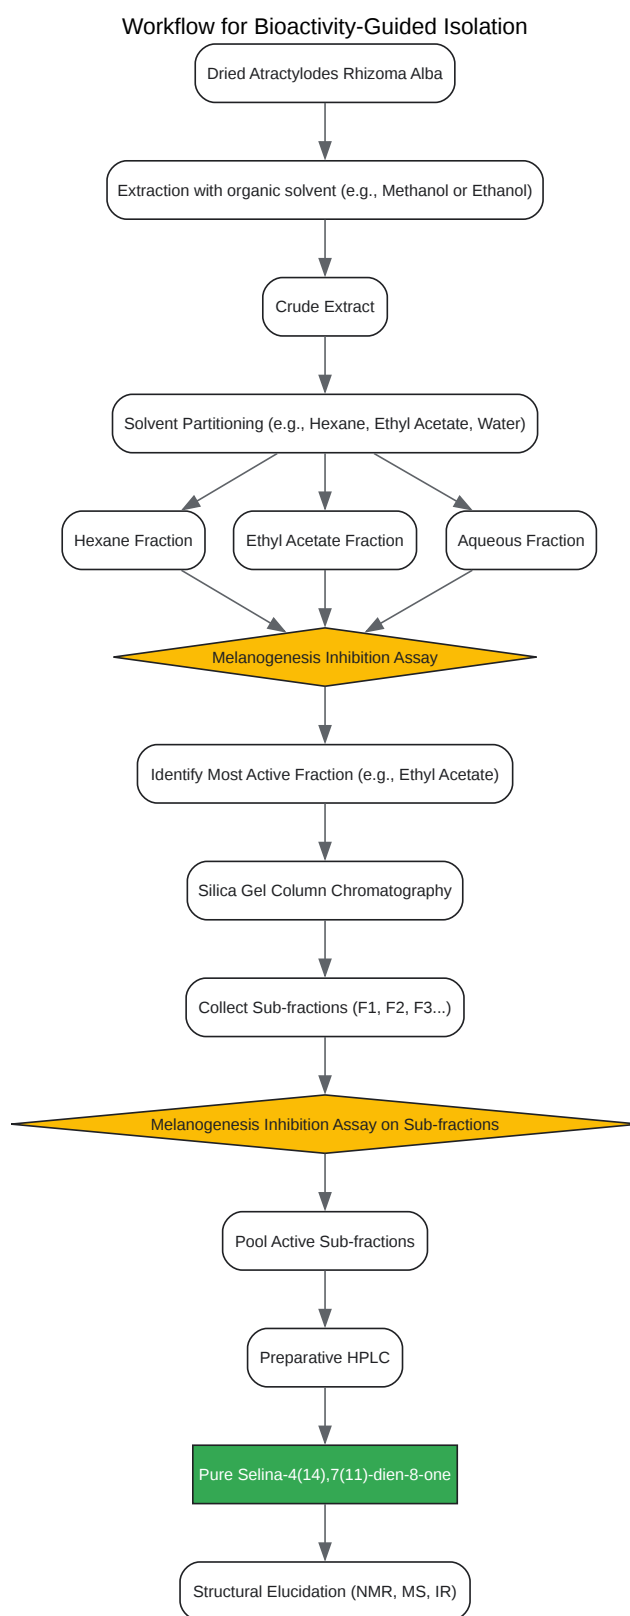 Workflow for Bioactivity-Guided Isolation
Dried Atractylodes Rhizoma Alba
Extraction with organic solvent (e.g., Methanol or Ethanol)
Crude Extract
Solvent Partitioning (e.g., Hexane, Ethyl Acetate, Water)
Hexane Fraction
Ethyl Acetate Fraction
Aqueous Fraction
Melanogenesis Inhibition Assay
Identify Most Active Fraction (e.g., Ethyl Acetate)
Silica Gel Column Chromatography
Collect Sub-fractions (F1, F2, F3...)
Melanogenesis Inhibition Assay on Sub-fractions
Pool Active Sub-fractions
Preparative HPLC
Pure Selina-4(14),7(11)-dien-8-one
Structural Elucidation (NMR, MS, IR)